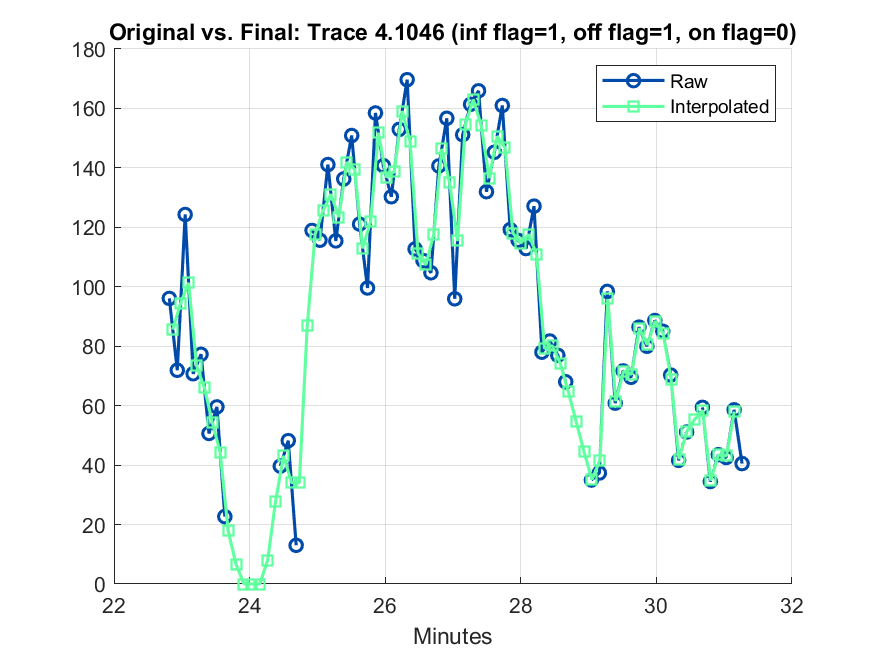 Original vs. Final: Trace 4.1046 (inf flag=1, off flag=1, on flag=0)
180
160
140
120
100
80
60
40
20
0
Raw
Interpolated
22 24 26 28 30 32
Minutes